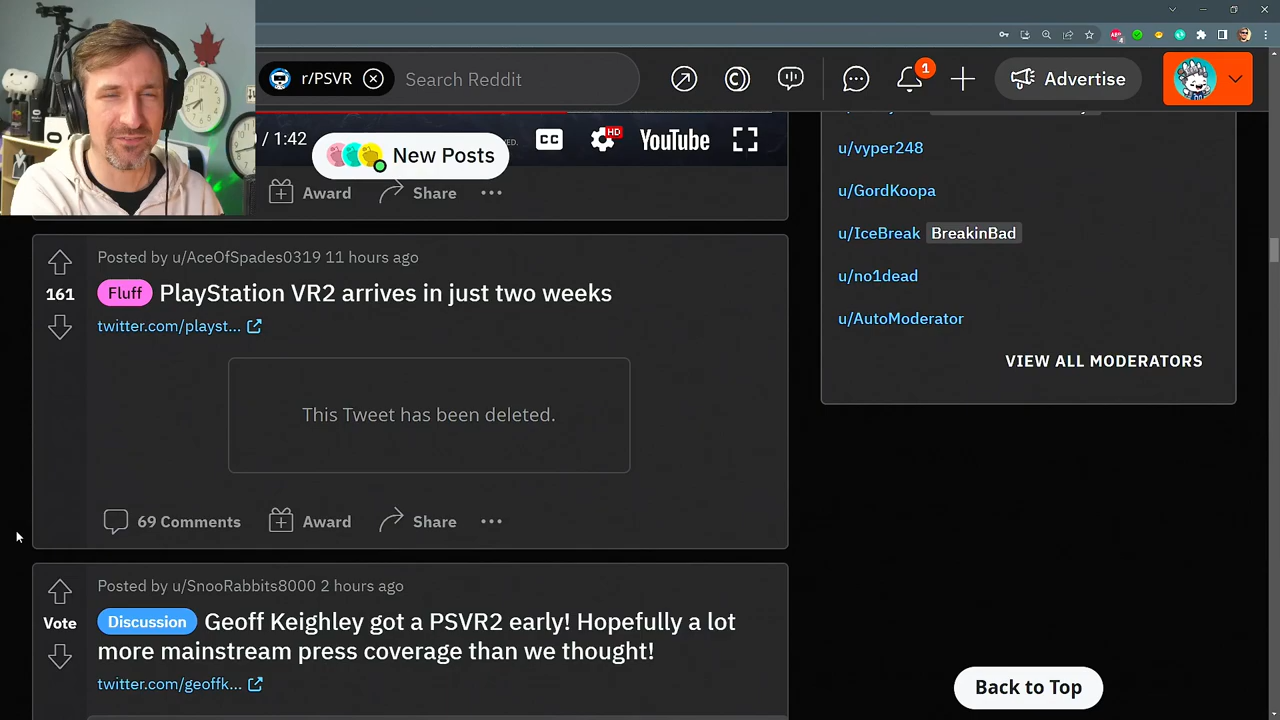 r/PSVR
Search Reddit
1
Advertise
/ 1:42
CC
HD
YouTube
New Posts
Award
Share
Posted by u/AceOfSpades0319 11 hours ago
161
Fluff
PlayStation VR2 arrives in just two weeks
twitter.com/playst...
This Tweet has been deleted.
69 Comments
Award
Share
Posted by u/SnooRabbits8000 2 hours ago
Vote
Discussion
Geoff Keighley got a PSVR2 early! Hopefully a lot
more mainstream press coverage than we thought!
twitter.com/geoffk...
u/vyper248
u/GordKoopa
u/IceBreak BreakinBad
u/no1dead
u/AutoModerator
VIEW ALL MODERATORS
Back to Top